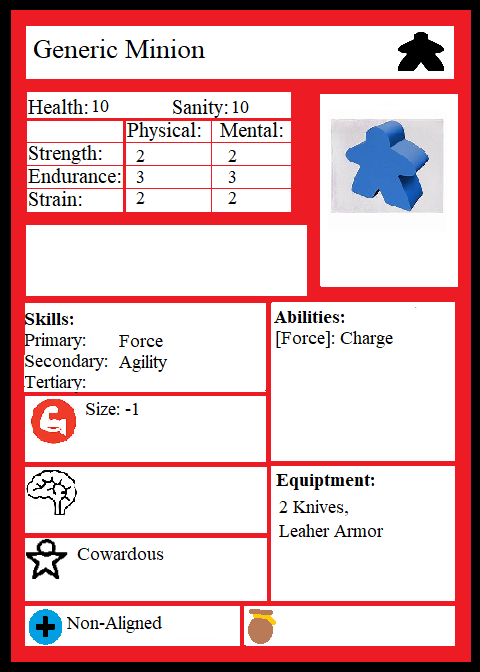 Generic Minion
Health: 10 Sanity: 10
Physical: Mental:
Strength: 2 2
Endurance: 3 3
Strain: 2 2
Skills:
Primary: Force
Secondary: Agility
Tertiary:
Abilities:
[Force]: Charge
Size: -1
Equiptment:
2 Knives,
Leaher Armor
Cowardous
Non-Aligned